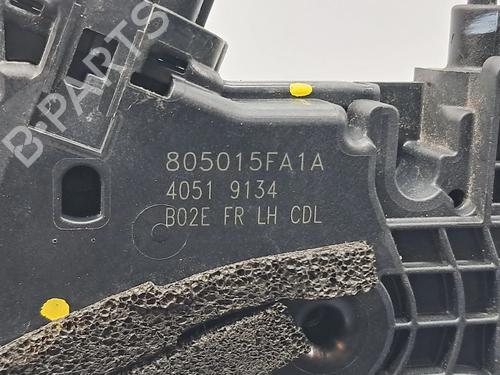 805015FA1A
4051 9134
B02E FR LH CDL
B-PARTS